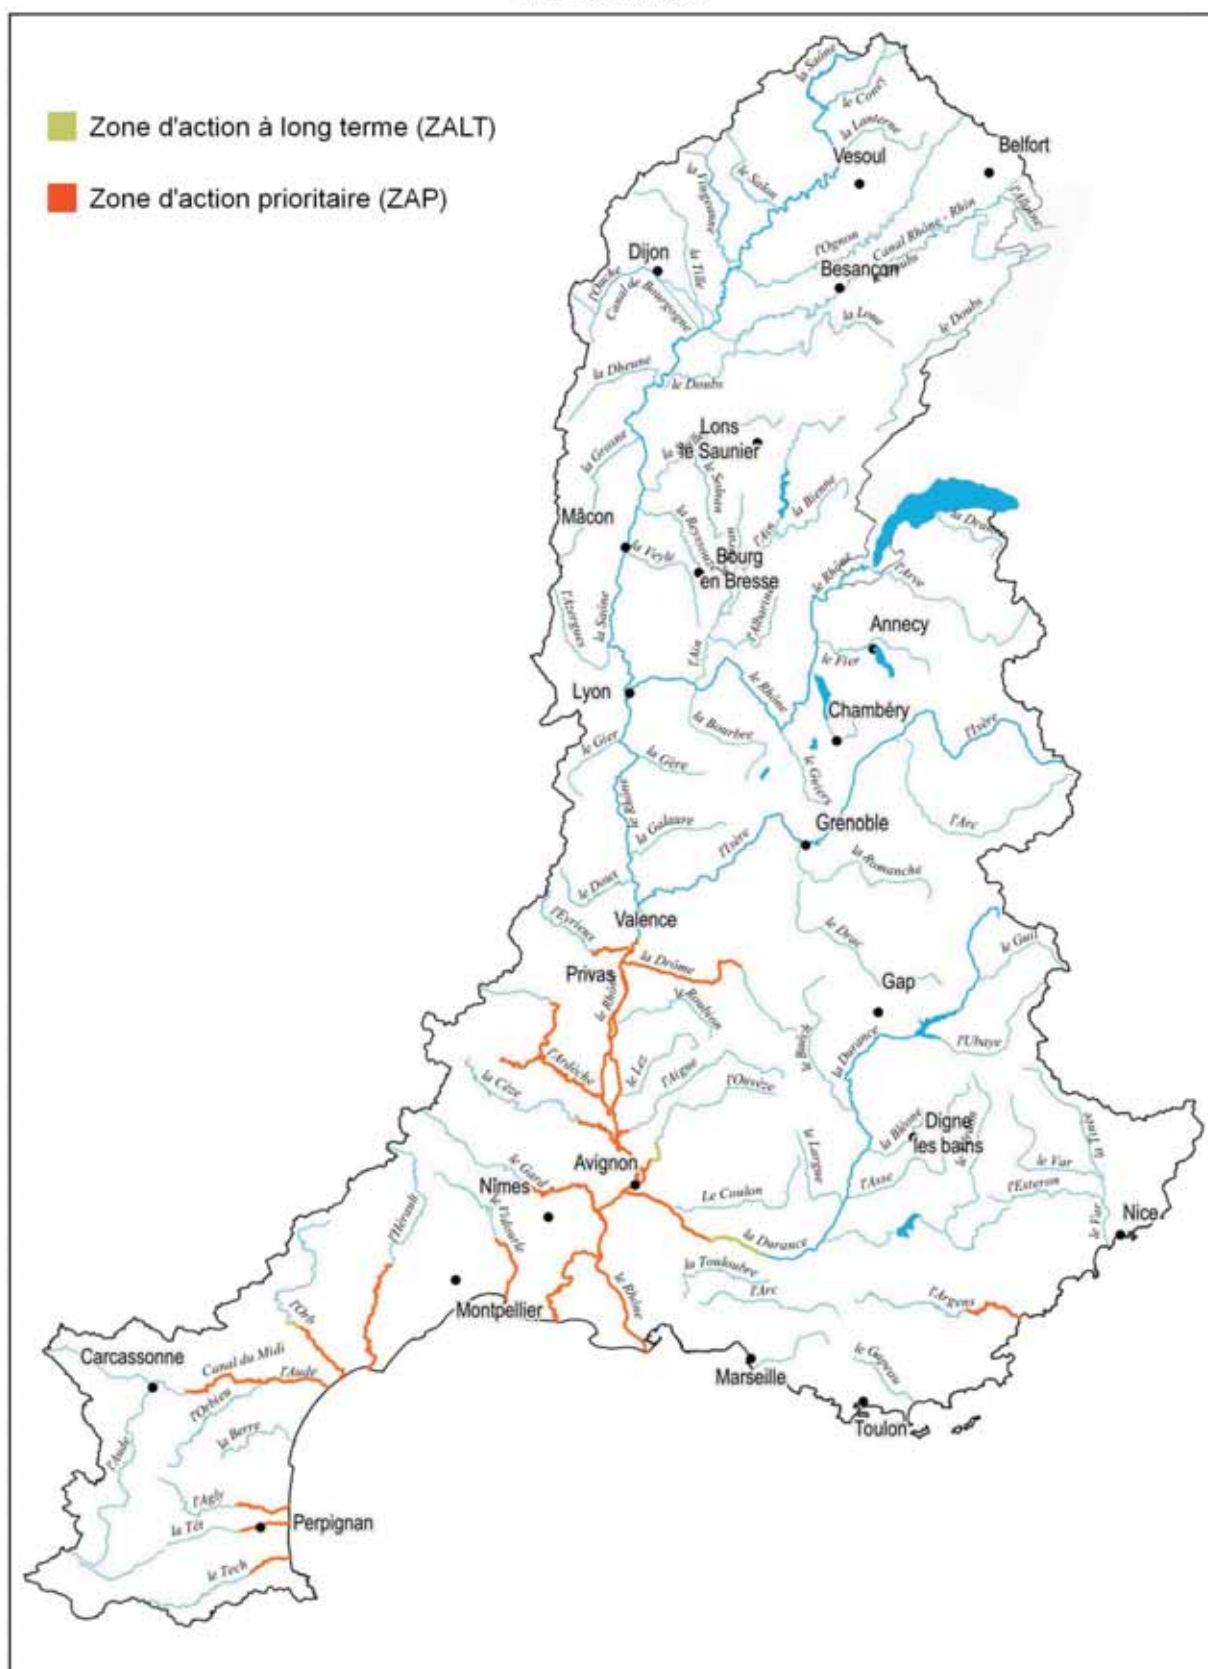 Zone d'action à long terme (ZALT)
Zone d'action prioritaire (ZAP)
la Saône
le Coney
la Lanterne
Vesoul
Belfort
la Vingeanne
le Salon
l'Allaine
Dijon
la Tille
l'Ognon
Canal Rhône - Rhin
Besançon
l'Ouche
Canal de Bourgogne
la Loue
le Doubs
la Dheune
le Doubs
Lons
le Saunier
la Grosne
le Solnan
la Bienne
Mâcon
la Reyssouze
l'Ain
la Veyle
Bourg
en Bresse
le Rhône
l'Arve
l'Azergues
la Saône
l'Albarine
Annecy
l'Ain
le Fier
Lyon
le Rhône
Chambéry
la Bourbre
l'Isère
le Gier
la Gère
le Guiers
le Rhône
la Galaure
l'Isère
Grenoble
l'Arc
la Romanche
le Doux
Valence
l'Eyrieux
le Drac
le Guil
Privas
la Drôme
Gap
le Rhône
le Roubion
le Buëch
la Durance
l'Ubaye
l'Ardèche
le Lez
l'Aigue
l'Ouvèze
la Cèze
la Bléone
Digne
les bains
la Tinée
Avignon
le Largue
le Var
le Gard
Nîmes
Le Coulon
l'Asse
l'Esteron
l'Hérault
la Vidourle
la Durance
le Var
Nice
la Touloubre
l'Arc
le Rhône
l'Argens
l'Orb
Montpellier
Carcassonne
Canal du Midi
l'Aude
Marseille
le Gapeau
l'Orbieu
Toulon
la Berre
l'Aude
l'Agly
la Têt
Perpignan
le Tech